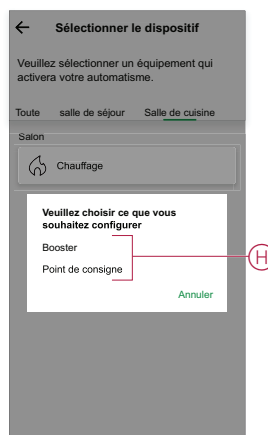 Sélectionner le dispositif
Veuillez sélectionner un équipement qui
activera votre automatisme.
Toute salle de séjour Salle de cuisine
Salon
Chauffage
Veuillez choisir ce que vous
souhaitez configurer
Booster
Point de consigne
H
Annuler